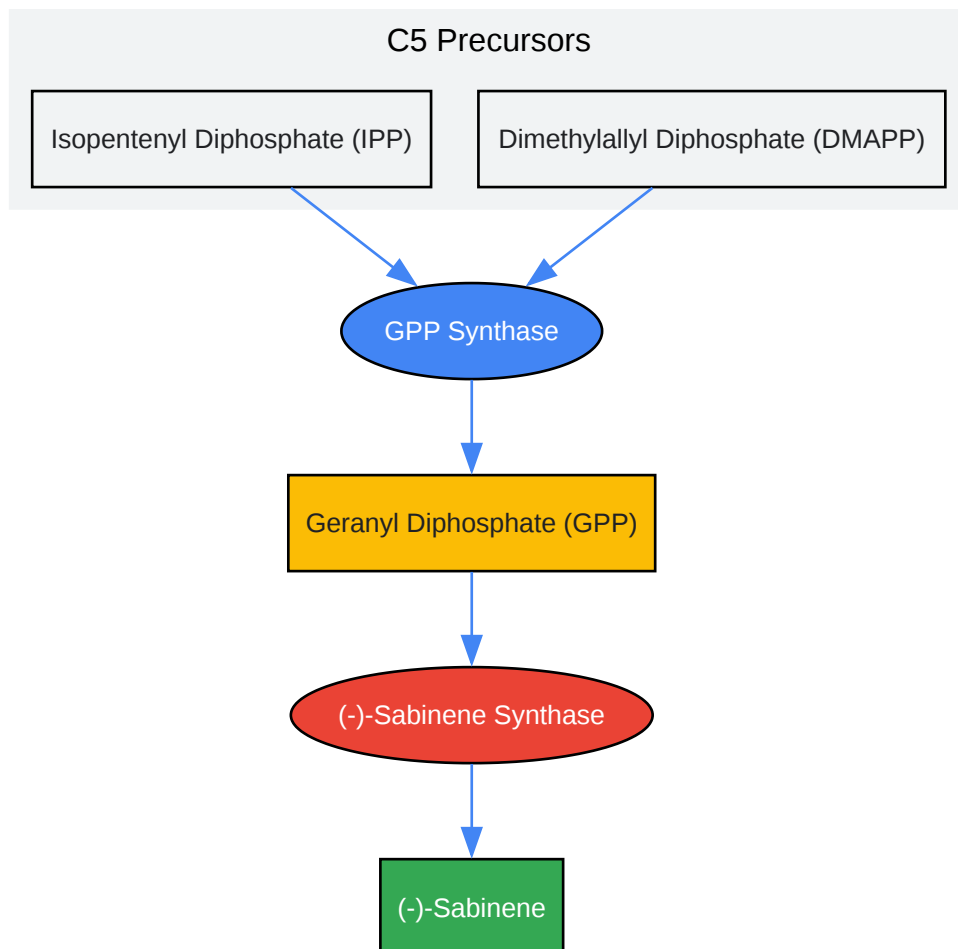 C5 Precursors
Isopentenyl Diphosphate (IPP)
Dimethylallyl Diphosphate (DMAPP)
GPP Synthase
Geranyl Diphosphate (GPP)
(-)-Sabinene Synthase
(-)-Sabinene